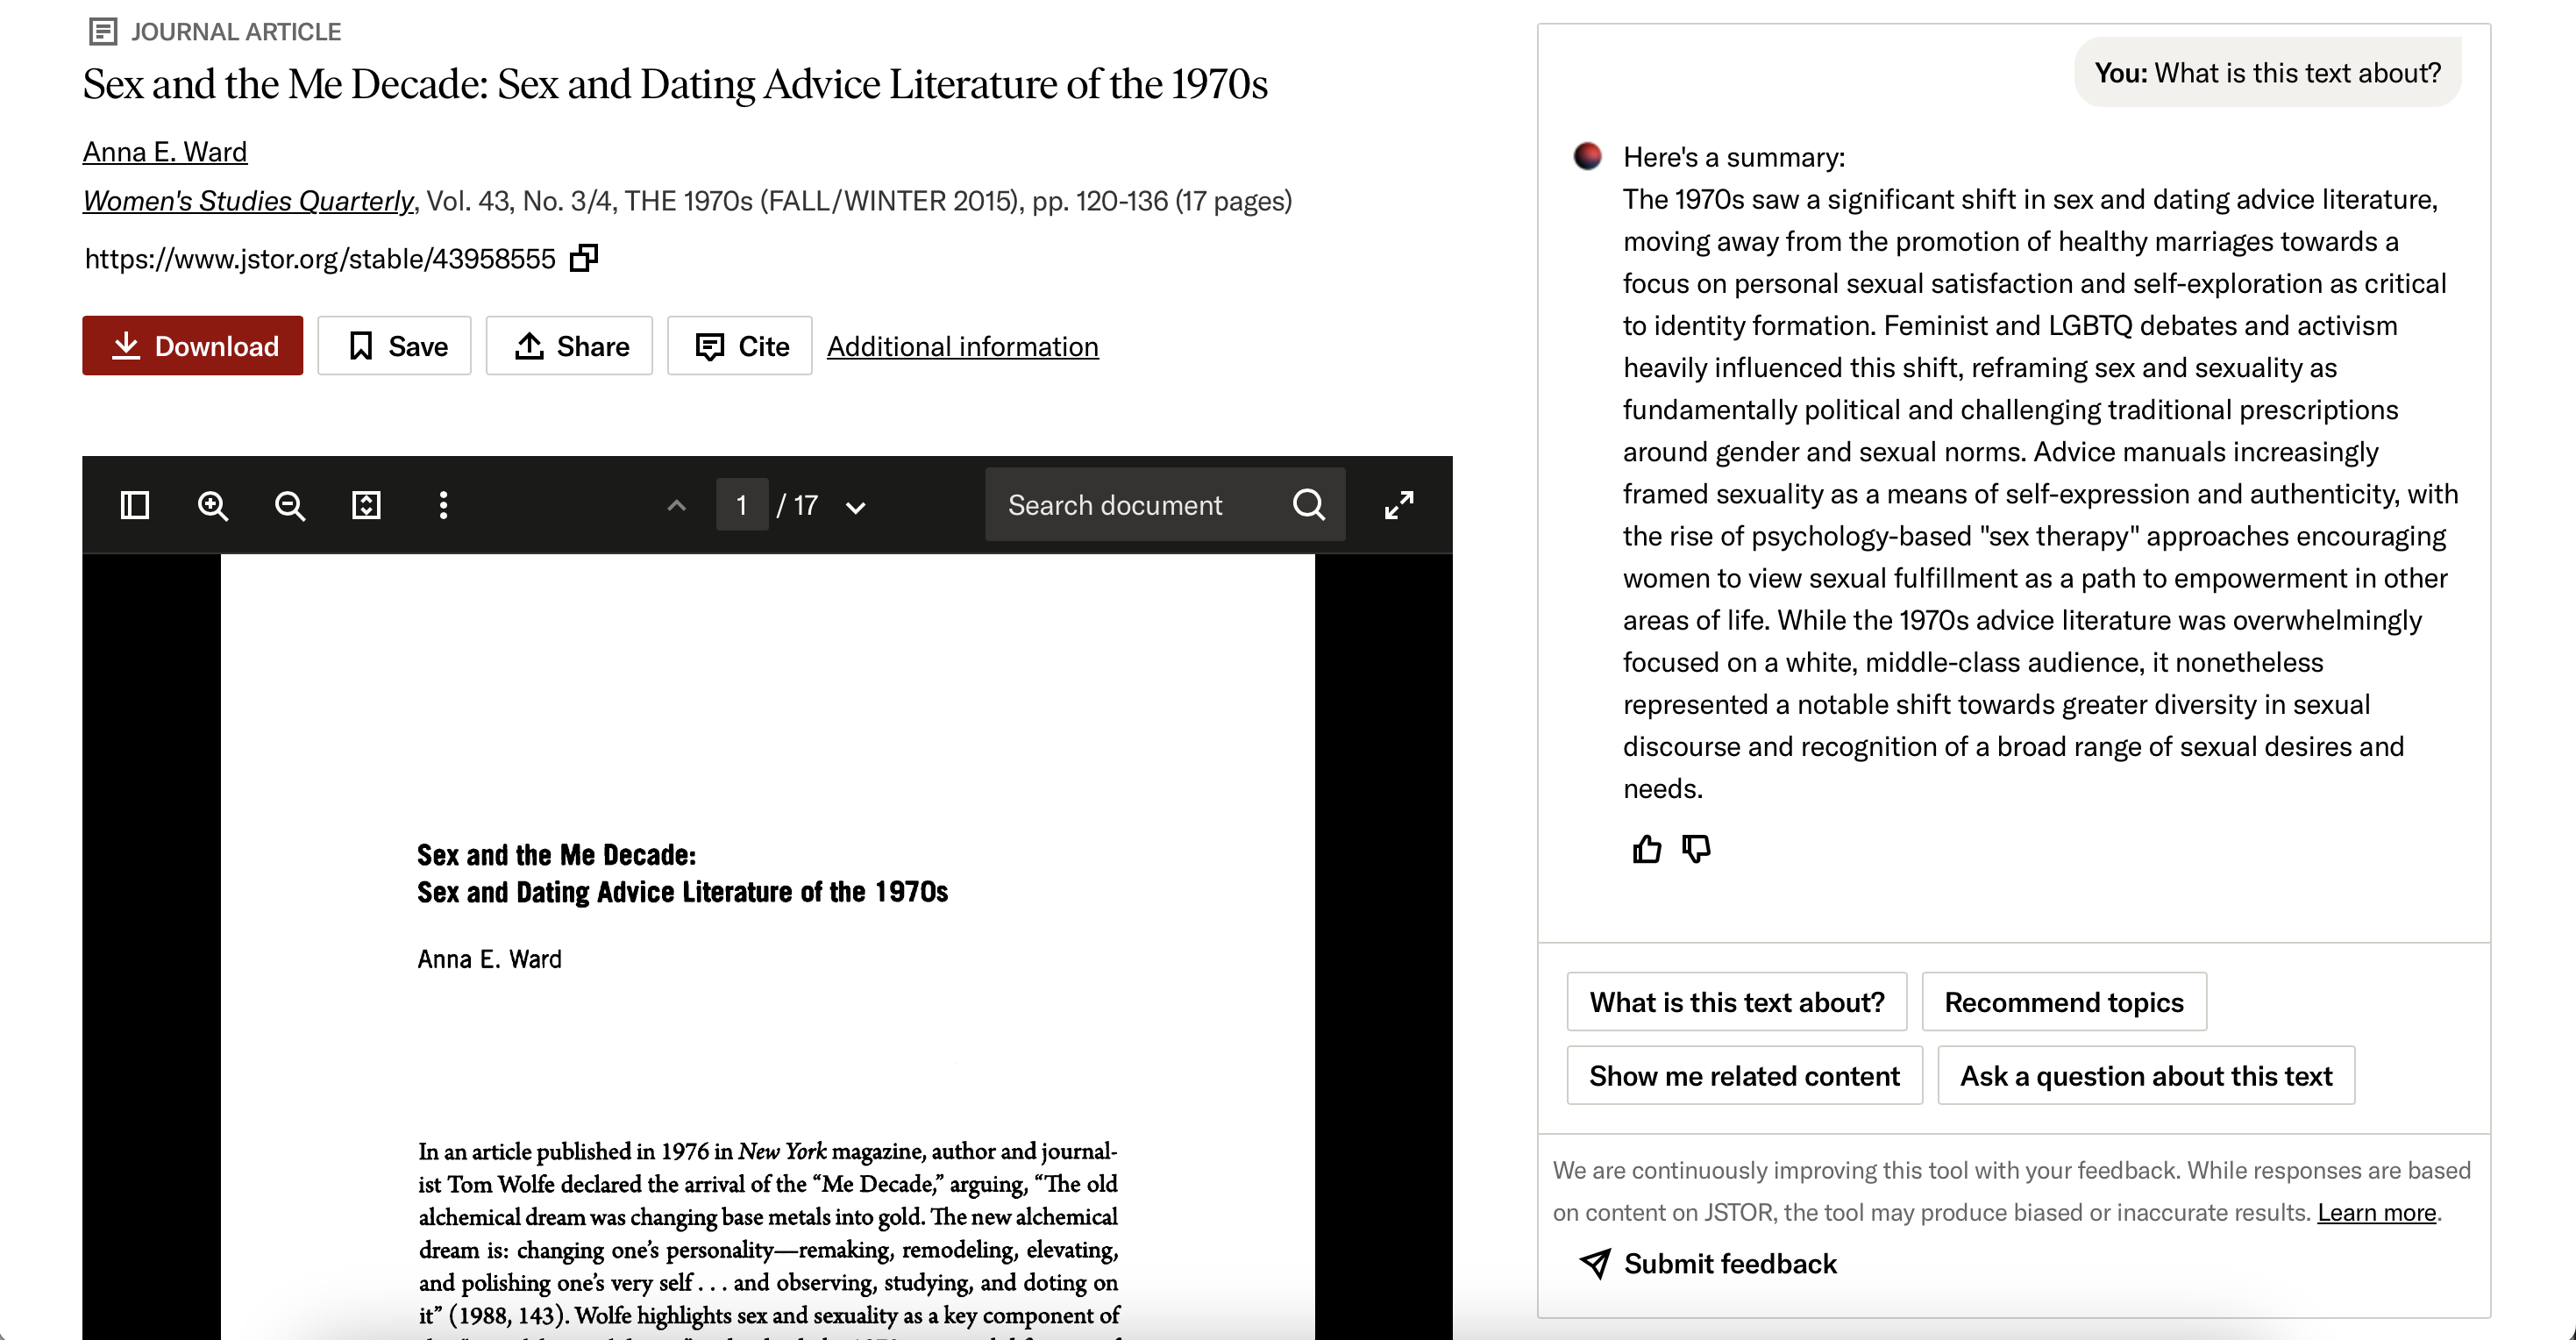 JOURNAL ARTICLE
Sex and the Me Decade: Sex and Dating Advice Literature of the 1970s
Anna E. Ward
Women's Studies Quarterly, Vol. 43, No. 3/4, THE 1970s (FALL/WINTER 2015), pp. 120-136 (17 pages)
https://www.jstor.org/stable/43958555
Download
Save
Share
Cite
Additional information
1 / 17
Search document
Sex and the Me Decade:
Sex and Dating Advice Literature of the 1970s
Anna E. Ward
In an article published in 1976 in New York magazine, author and journal-
ist Tom Wolfe declared the arrival of the “Me Decade,” arguing, “The old
alchemical dream was changing base metals into gold. The new alchemical
dream is: changing one’s personality—remaking, remodeling, elevating,
and polishing one’s very self . . . and observing, studying, and doting on
it” (1988, 143). Wolfe highlights sex and sexuality as a key component of
You: What is this text about?
Here's a summary:
The 1970s saw a significant shift in sex and dating advice literature,
moving away from the promotion of healthy marriages towards a
focus on personal sexual satisfaction and self-exploration as critical
to identity formation. Feminist and LGBTQ debates and activism
heavily influenced this shift, reframing sex and sexuality as
fundamentally political and challenging traditional prescriptions
around gender and sexual norms. Advice manuals increasingly
framed sexuality as a means of self-expression and authenticity, with
the rise of psychology-based "sex therapy" approaches encouraging
women to view sexual fulfillment as a path to empowerment in other
areas of life. While the 1970s advice literature was overwhelmingly
focused on a white, middle-class audience, it nonetheless
represented a notable shift towards greater diversity in sexual
discourse and recognition of a broad range of sexual desires and
needs.
What is this text about?
Recommend topics
Show me related content
Ask a question about this text
We are continuously improving this tool with your feedback. While responses are based
on content on JSTOR, the tool may produce biased or inaccurate results. Learn more.
Submit feedback